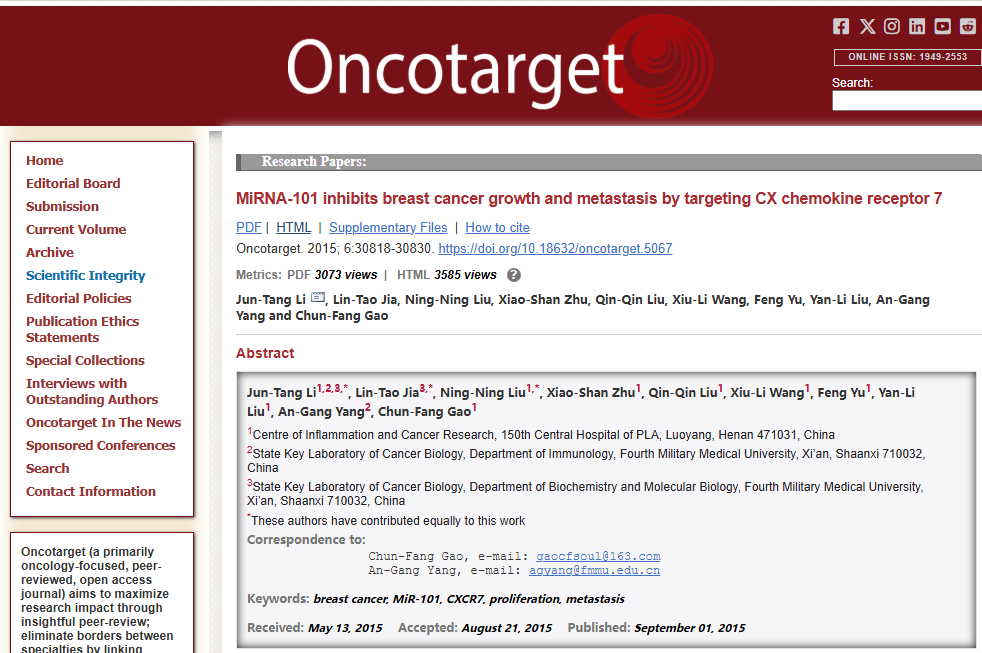 Oncotarget
ONLINE ISSN: 1949-2553
Search:
Home
Editorial Board
Submission
Current Volume
Archive
Scientific Integrity
Editorial Policies
Publication Ethics
Statements
Special Collections
Interviews with
Outstanding Authors
Oncotarget In The News
Sponsored Conferences
Search
Contact Information
Oncotarget (a primarily
oncology-focused, peer-
reviewed, open access
journal) aims to maximize
research impact through
insightful peer-review;
eliminate borders between
specialties by linking
Research Papers:
MiRNA-101 inhibits breast cancer growth and metastasis by targeting CX chemokine receptor 7
PDF | HTML | Supplementary Files | How to cite
Oncotarget. 2015; 6:30818-30830. https://doi.org/10.18632/oncotarget.5067
Metrics: PDF 3073 views | HTML 3585 views ?
Jun-Tang Li, Lin-Tao Jia, Ning-Ning Liu, Xiao-Shan Zhu, Qin-Qin Liu, Xiu-Li Wang, Feng Yu, Yan-Li Liu, An-Gang
Yang and Chun-Fang Gao
Abstract
Jun-Tang Li1,2,3,*, Lin-Tao Jia3,*, Ning-Ning Liu1,*, Xiao-Shan Zhu1, Qin-Qin Liu1, Xiu-Li Wang1, Feng Yu1, Yan-Li
Liu1, An-Gang Yang2, Chun-Fang Gao1
1Centre of Inflammation and Cancer Research, 150th Central Hospital of PLA, Luoyang, Henan 471031, China
2State Key Laboratory of Cancer Biology, Department of Immunology, Fourth Military Medical University, Xi'an, Shaanxi 710032,
China
3State Key Laboratory of Cancer Biology, Department of Biochemistry and Molecular Biology, Fourth Military Medical University,
Xi'an, Shaanxi 710032, China
*These authors have contributed equally to this work
Correspondence to:
Chun-Fang Gao, e-mail: gaocfsoul@163.com
An-Gang Yang, e-mail: agyang@fmmu.edu.cn
Keywords: breast cancer, MiR-101, CXCR7, proliferation, metastasis
Received: May 13, 2015 Accepted: August 21, 2015 Published: September 01, 2015